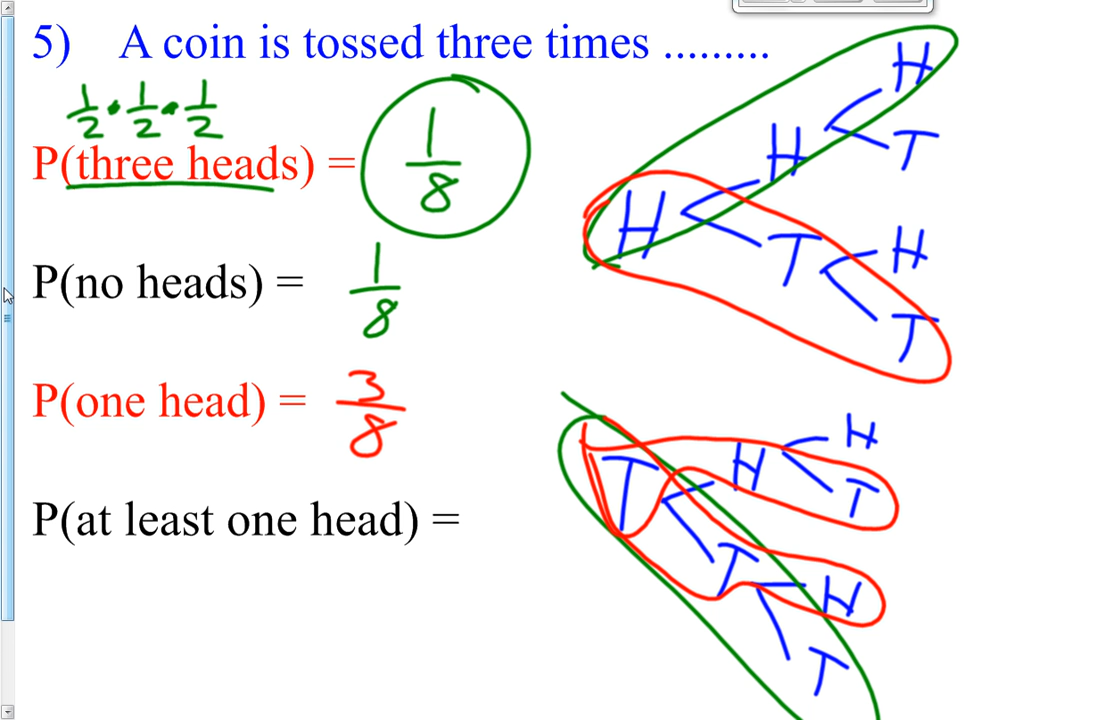 5) A coin is tossed three times .........
1/2 · 1/2 · 1/2
P(three heads) = 1/8
P(no heads) = 1/8
P(one head) = 3/8
P(at least one head) =
H
H
T
H
H
T
T
H
H
T
T
T
H
T